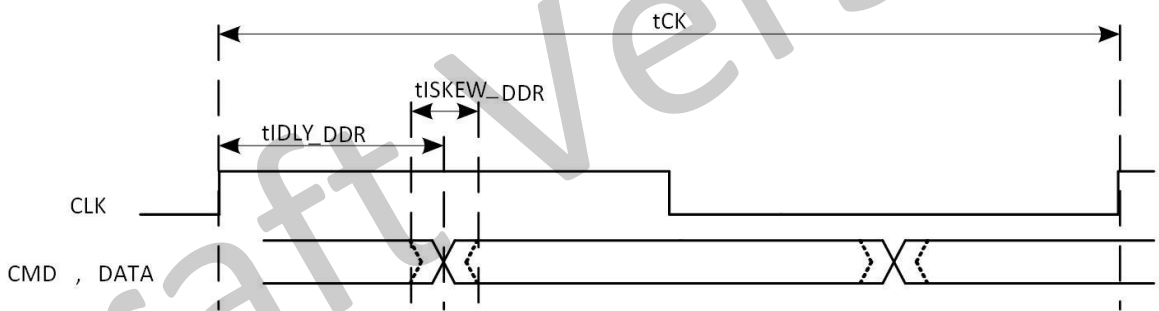 tCK
tISKEW_DDR
tIDLY_DDR
CLK
CMD , DATA